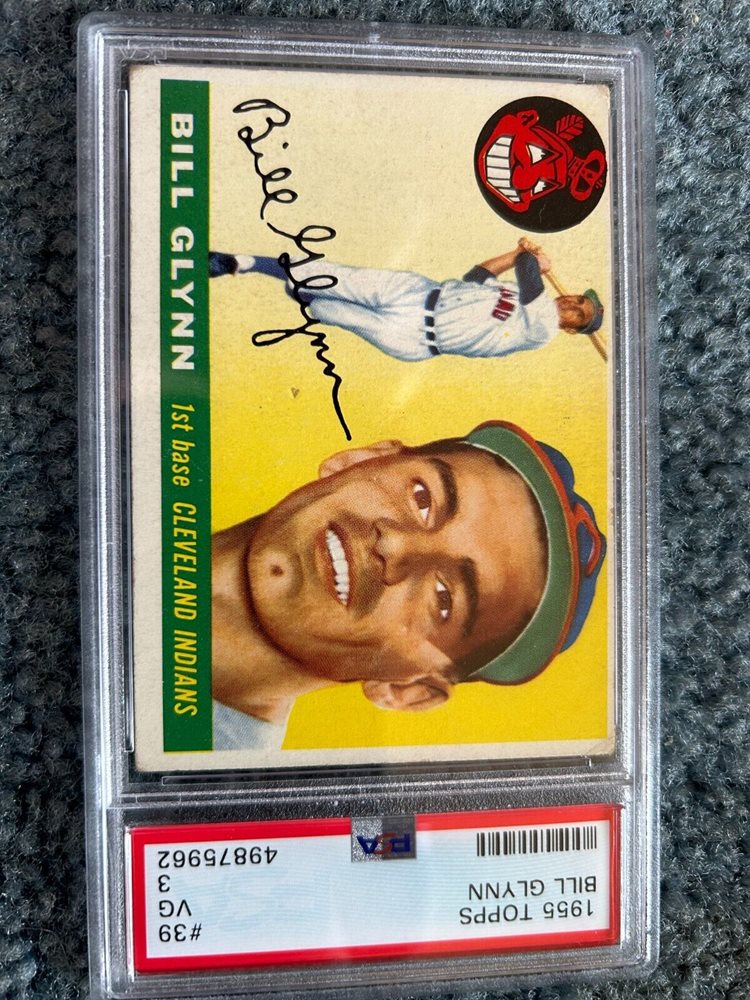 1955 TOPPS
BILL GLYNN
#39
VG
3
49875962
PSA
Bill Glynn
BILL GLYNN 1st base CLEVELAND INDIANS